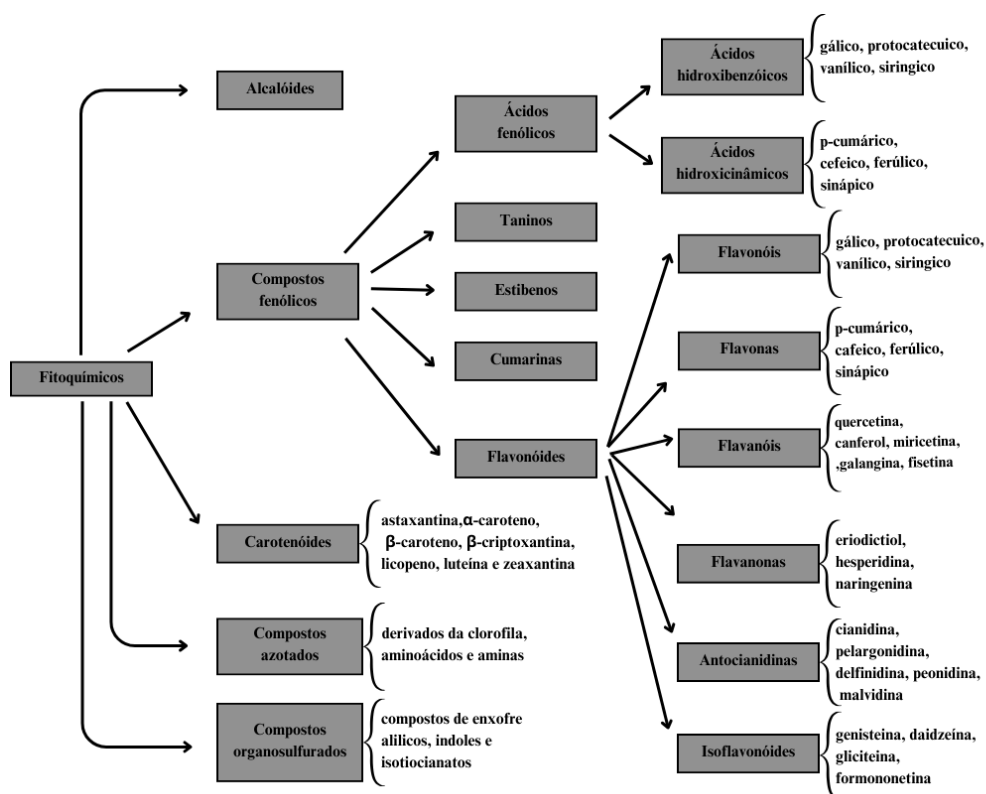 Fitoquímicos
Alcalóides
Compostos
fenólicos
Ácidos
fenólicos
Ácidos
hidroxibenzóicos
gálico, protocatecuico,
vanílico, siringico
Ácidos
hidroxicinâmicos
p-cumárico,
cefeico, ferúlico,
sinápico
Taninos
Estibenos
Cumarinas
Flavonóides
Flavonóis
gálico, protocatecuico,
vanílico, siringico
Flavonas
p-cumárico,
cafeico, ferúlico,
sinápico
Flavanóis
quercetina,
canferol, miricetina,
,galangina, fisetina
Flavanonas
eriodictiol,
hesperidina,
naringenina
Antocianidinas
cianidina,
pelargonidina,
delfinidina, peonidina,
malvidina
Isoflavonóides
genisteina, daidzeína,
gliciteina,
formononetina
Carotenóides
astaxantina,α-caroteno,
β-caroteno, β-criptoxantina,
licopeno, luteína e zeaxantina
Compostos
azotados
derivados da clorofila,
aminoácidos e aminas
Compostos
organosulfurados
compostos de enxofre
alilicos, indoles e
isotiocianatos